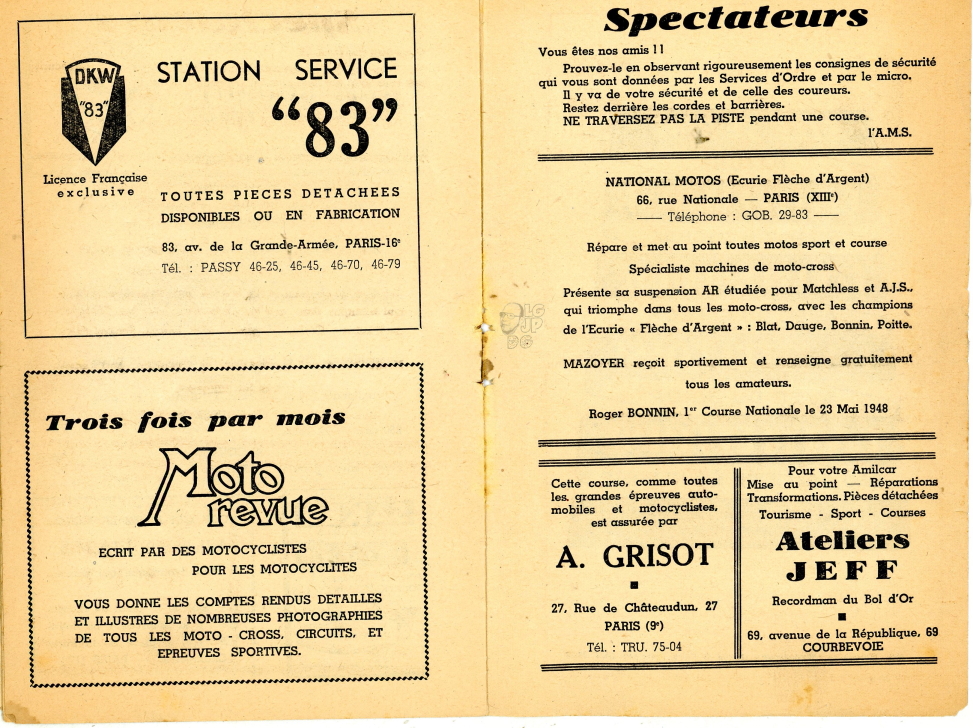 DKW
"83"
Licence Française
exclusive
STATION SERVICE
"83"
TOUTES PIECES DETACHEES
DISPONIBLES OU EN FABRICATION
83, av. de la Grande-Armée, PARIS-16e
Tél. : PASSY 46-25, 46-45, 46-70, 46-79
Trois fois par mois
Moto
revue
ECRIT PAR DES MOTOCYCLISTES
POUR LES MOTOCYCLITES
VOUS DONNE LES COMPTES RENDUS DETAILLES
ET ILLUSTRES DE NOMBREUSES PHOTOGRAPHIES
DE TOUS LES MOTO - CROSS, CIRCUITS, ET
EPREUVES SPORTIVES.
Spectateurs
Vous êtes nos amis ! !
Prouvez-le en observant rigoureusement les consignes de sécurité
qui vous sont données par les Services d'Ordre et par le micro.
Il y va de votre sécurité et de celle des coureurs.
Restez derrière les cordes et barrières.
NE TRAVERSEZ PAS LA PISTE pendant une course.
l'A.M.S.
NATIONAL MOTOS (Ecurie Flèche d'Argent)
66, rue Nationale — PARIS (XIIIe)
—— Téléphone : GOB. 29-83 ——
Répare et met au point toutes motos sport et course
Spécialiste machines de moto-cross
Présente sa suspension AR étudiée pour Matchless et A.J.S.,
qui triomphe dans tous les moto-cross, avec les champions
de l'Ecurie « Flèche d'Argent » : Blat, Dauge, Bonnin, Poitte.
MAZOYER reçoit sportivement et renseigne gratuitement
tous les amateurs.
Roger BONNIN, 1er Course Nationale le 23 Mai 1948
Cette course, comme toutes
les grandes épreuves auto-
mobiles et motocyclistes,
est assurée par
A. GRISOT
27, Rue de Châteaudun, 27
PARIS (9e)
Tél. : TRU. 75-04
Pour votre Amilcar
Mise au point — Réparations
Transformations. Pièces détachées
Tourisme - Sport - Courses
Ateliers
JEFF
Recordman du Bol d'Or
69, avenue de la République, 69
COURBEVOIE